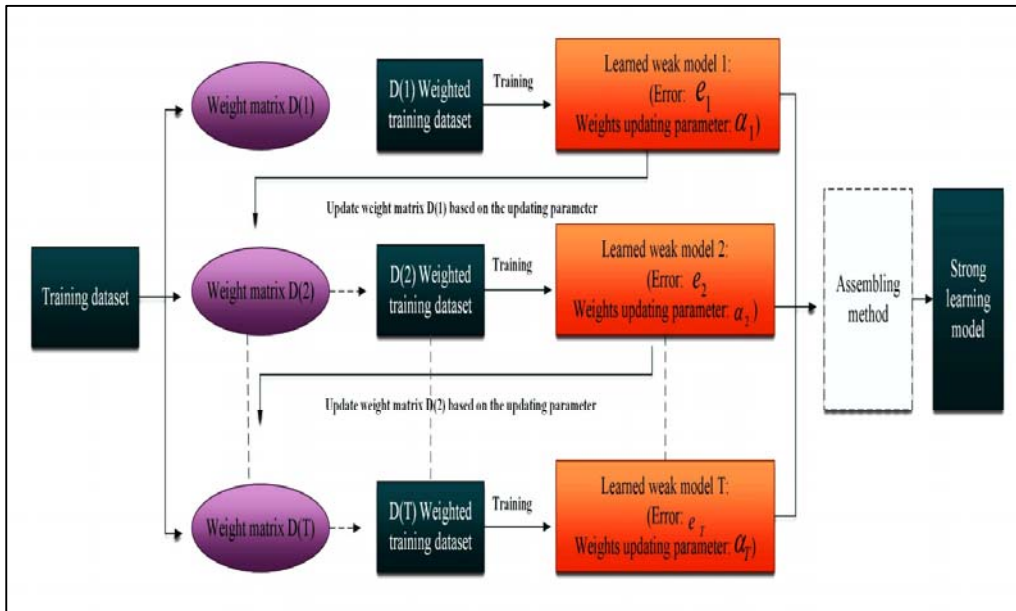 Training dataset
Weight matrix D(1)
D(1) Weighted
training dataset
Training
Learned weak model 1:
(Error: e₁
Weights updating parameter: α₁)
Update weight matrix D(1) based on the updating parameter
Weight matrix D(2)
D(2) Weighted
training dataset
Training
Learned weak model 2:
(Error: e₂
Weights updating parameter: α₂)
Update weight matrix D(2) based on the updating parameter
Weight matrix D(T)
D(T) Weighted
training dataset
Training
Learned weak model T:
(Error: e_T
Weights updating parameter: α_T)
Assembling
method
Strong
learning
model